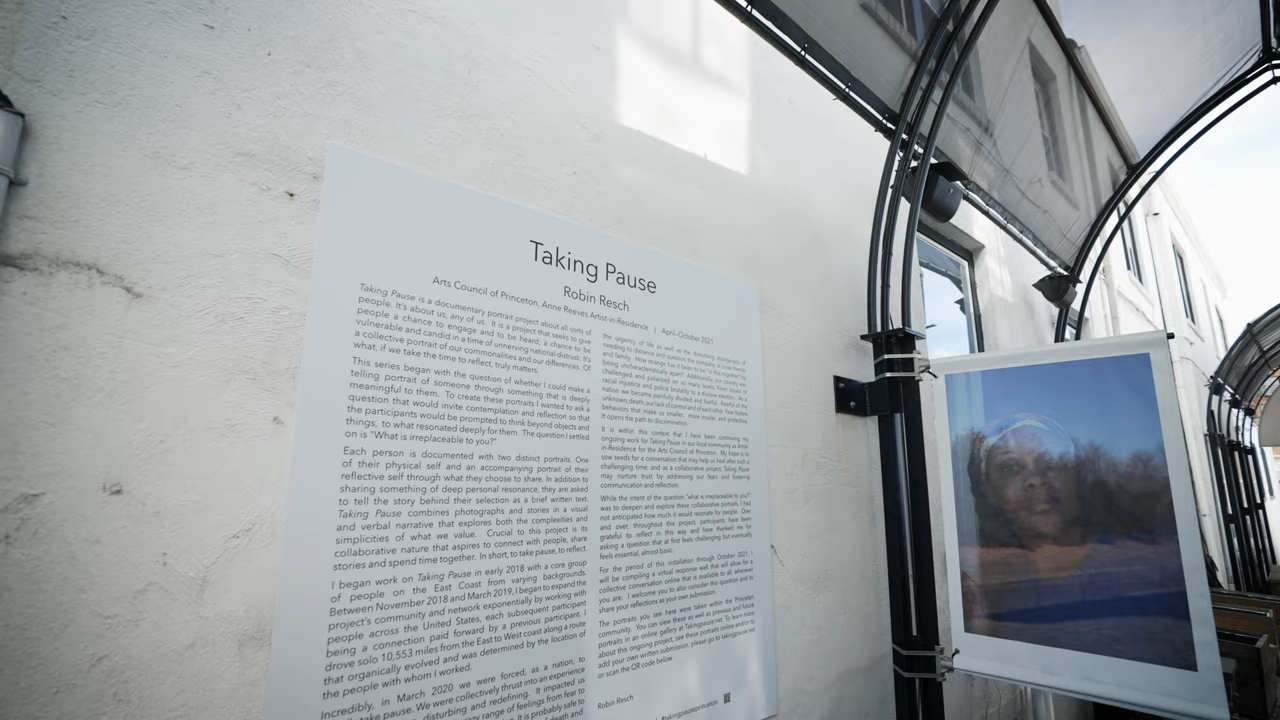 Taking Pause
Robin Resch
Arts Council of Princeton, Anne Reeves Artist-in-Residence | April–October 2021
Taking Pause is a documentary portrait project about all sorts of
people. It's about us, any of us. It is a project that seeks to give
people a chance to engage and to be heard; a chance to be
vulnerable and candid in a time of unnerving national distrust. It's
a collective portrait of our commonalities and our differences. Of
what, if we take the time to reflect, truly matters.
This series began with the question of whether I could make a
telling portrait of someone through something that is deeply
meaningful to them. To create these portraits I wanted to ask a
question that would invite contemplation and reflection so that
the participants would be prompted to think beyond objects and
things, to what resonated deeply for them. The question I settled
on is "What is irreplaceable to you?"
Each person is documented with two distinct portraits. One
of their physical self and an accompanying portrait of their
reflective self through what they choose to share. In addition to
sharing something of deep personal resonance, they are asked
to tell the story behind their selection as a brief written text.
Taking Pause combines photographs and stories in a visual
and verbal narrative that explores both the complexities and
simplicities of what we value. Crucial to this project is its
collaborative nature that aspires to connect with people, share
stories and spend time together. In short, to take pause, to reflect.
I began work on Taking Pause in early 2018 with a core group
of people on the East Coast from varying backgrounds.
Between November 2018 and March 2019, I began to expand the
project's community and network exponentially by working with
people across the United States, each subsequent participant
being a connection paid forward by a previous participant. I
drove solo 10,553 miles from the East to West coast along a route
that organically evolved and was determined by the location of
the people with whom I worked.
Incredibly, in March 2020 we were forced, as a nation, to
take pause. We were collectively thrust into an experience
disturbing and redefining. It impacted us
range of feelings from fear to
It is probably safe to
death and
the urgency of life as well as the disturbing strangeness of
needing to distance and question the company of close friends
and family. How strange has it been to be "in this together" by
being uncharacteristically apart? Additionally, our country was
challenged and polarized on so many levels. From issues of
racial injustice and police brutality to a divisive election. As a
nation we became painfully divided and fearful. Fearful of the
unknown, death, our lack of control and of each other. Fear fosters
behaviors that make us smaller, more insular, and protective.
It opens the path to discrimination.
It is within this context that I have been continuing my
ongoing work for Taking Pause in our local community as Artist-
in-Residence for the Arts Council of Princeton. My hope is to
sow seeds for a conversation that may help us heal after such a
challenging time, and as a collaborative project, Taking Pause
may nurture trust by addressing our fears and fostering
communication and reflection.
While the intent of the question "what is irreplaceable to you?"
was to deepen and explore these collaborative portraits, I had
not anticipated how much it would resonate for people. Over
and over, throughout this project, participants have been
grateful to reflect in this way and have thanked me for
asking a question that at first feels challenging but eventually
feels essential, almost basic.
For the period of this installation through October 2021, I
will be compiling a virtual response wall that will allow for a
collective conversation online that is available to all, wherever
you are. I welcome you to also consider this question and to
share your reflections as your own submission.
The portraits you see here were taken within the Princeton
community. You can view these as well as previous and future
portraits in an online gallery at Takingpause.net. To learn more
about this ongoing project, see these portraits online and/or to
add your own written submission, please go to takingpause.net
or scan the QR code below.
Robin Resch
#takingpauseprinceton